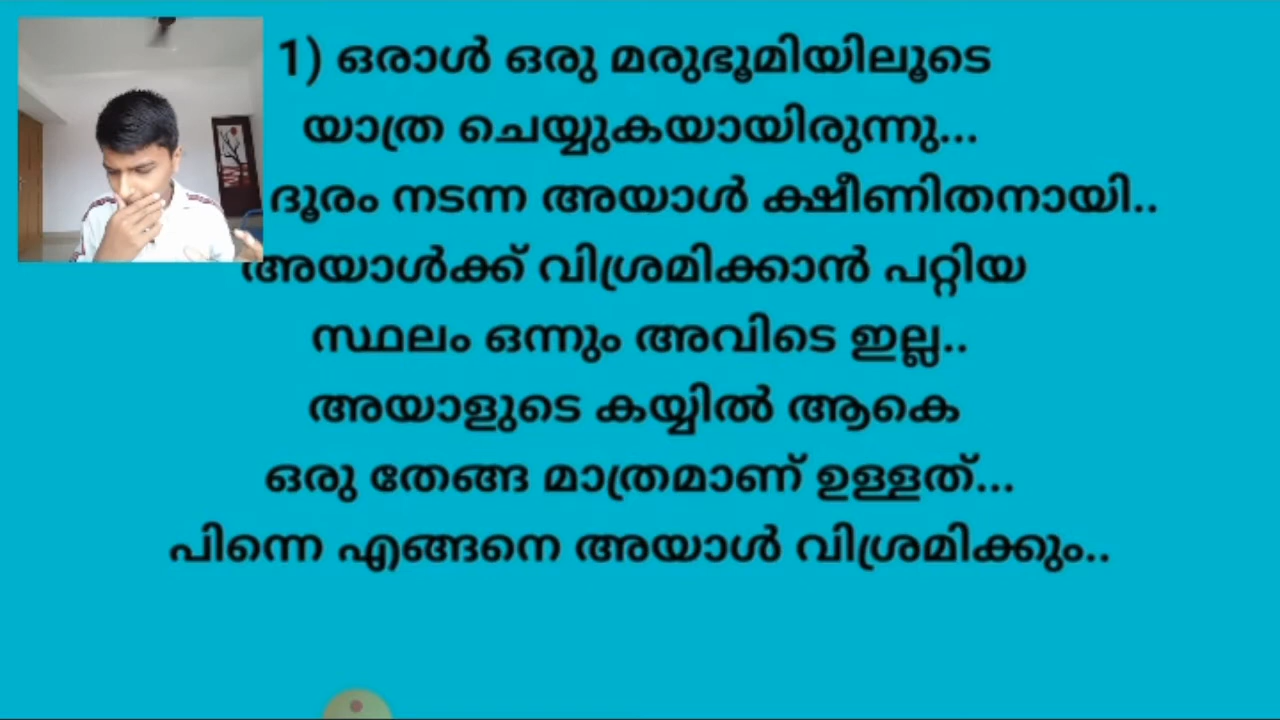 1) ഒരാൾ ഒരു മരുഭൂമിയിലൂടെ
യാത്ര ചെയ്യുകയായിരുന്നു...
ദൂരം നടന്ന അയാൾ ക്ഷീണിതനായി..
അയാൾക്ക് വിശ്രമിക്കാൻ പറ്റിയ
സ്ഥലം ഒന്നും അവിടെ ഇല്ല..
അയാളുടെ കയ്യിൽ ആകെ
ഒരു തേങ്ങ മാത്രമാണ് ഉള്ളത്...
പിന്നെ എങ്ങനെ അയാൾ വിശ്രമിക്കും..